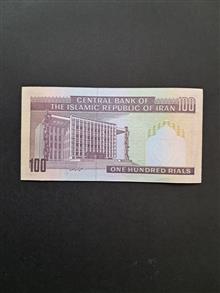 CENTRAL BANK OF
THE ISLAMIC REPUBLIC OF IRAN
100
100
ONE HUNDRED RIALS